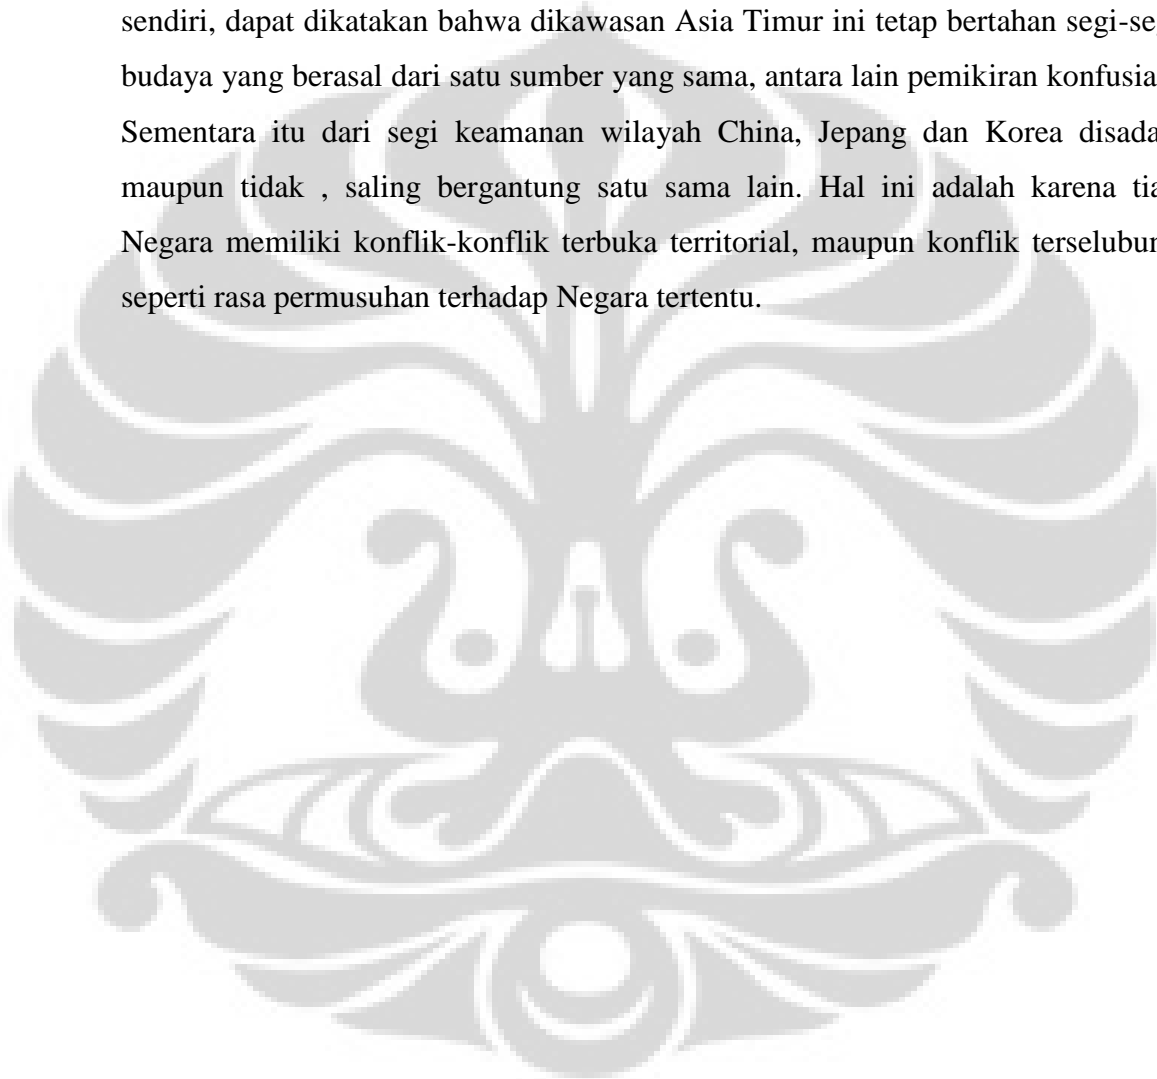 sendiri, dapat dikatakan bahwa dikawasan Asia Timur ini tetap bertahan segi-se
budaya yang berasal dari satu sumber yang sama, antara lain pemikiran konfusia
Sementara itu dari segi keamanan wilayah China, Jepang dan Korea disada
maupun tidak , saling bergantung satu sama lain. Hal ini adalah karena tia
Negara memiliki konflik-konflik terbuka territorial, maupun konflik terselubun
seperti rasa permusuhan terhadap Negara tertentu.